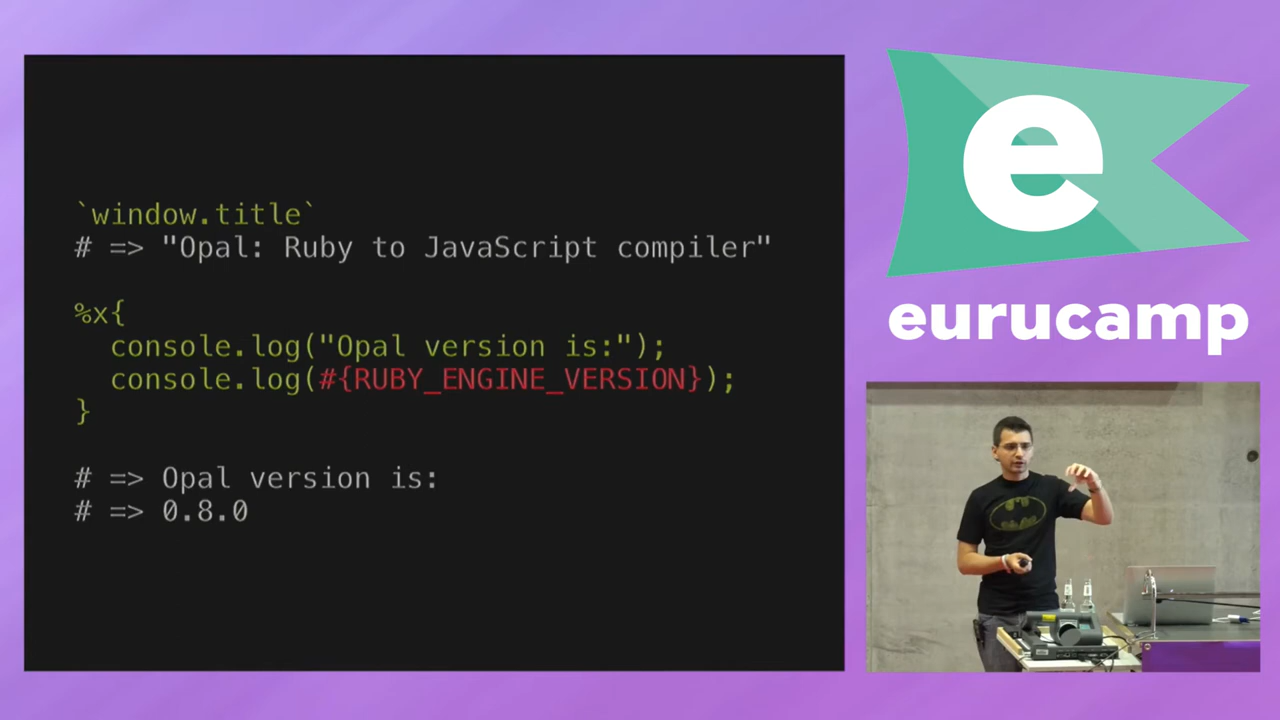 `window.title`
# => "Opal: Ruby to JavaScript compiler"
%x{
  console.log("Opal version is:");
  console.log(#{RUBY_ENGINE_VERSION});
}
# => Opal version is:
# => 0.8.0
e
eurucamp